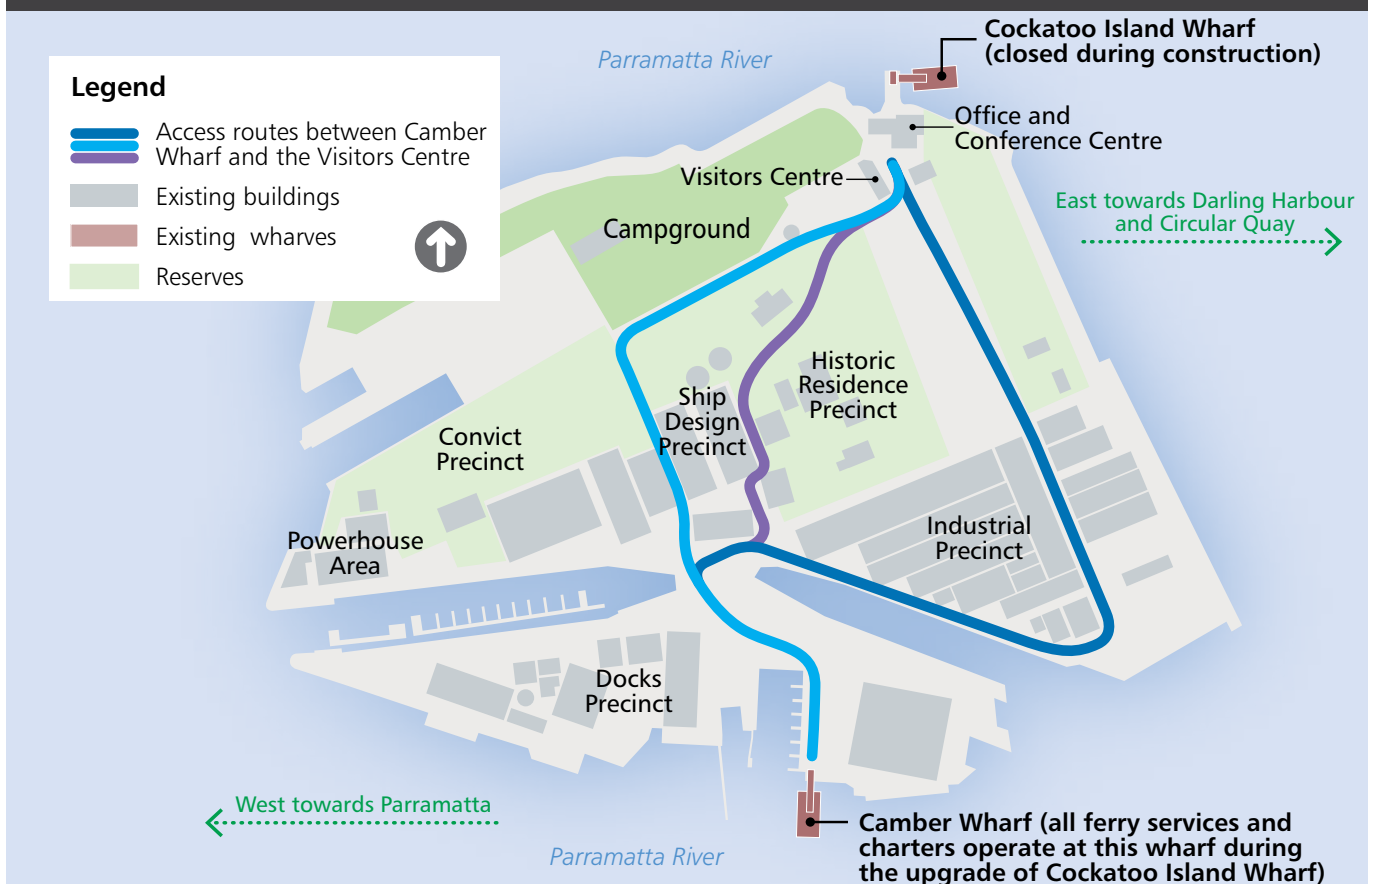 Cockatoo Island Wharf
(closed during construction)
Parramatta River
Legend
Access routes between Camber
Wharf and the Visitors Centre
Existing buildings
Existing wharves
Reserves
Office and
Conference Centre
Visitors Centre
East towards Darling Harbour
and Circular Quay
Campground
Historic
Residence
Precinct
Ship
Design
Precinct
Convict
Precinct
Industrial
Precinct
Powerhouse
Area
Docks
Precinct
West towards Parramatta
Camber Wharf (all ferry services and
charters operate at this wharf during
the upgrade of Cockatoo Island Wharf)
Parramatta River